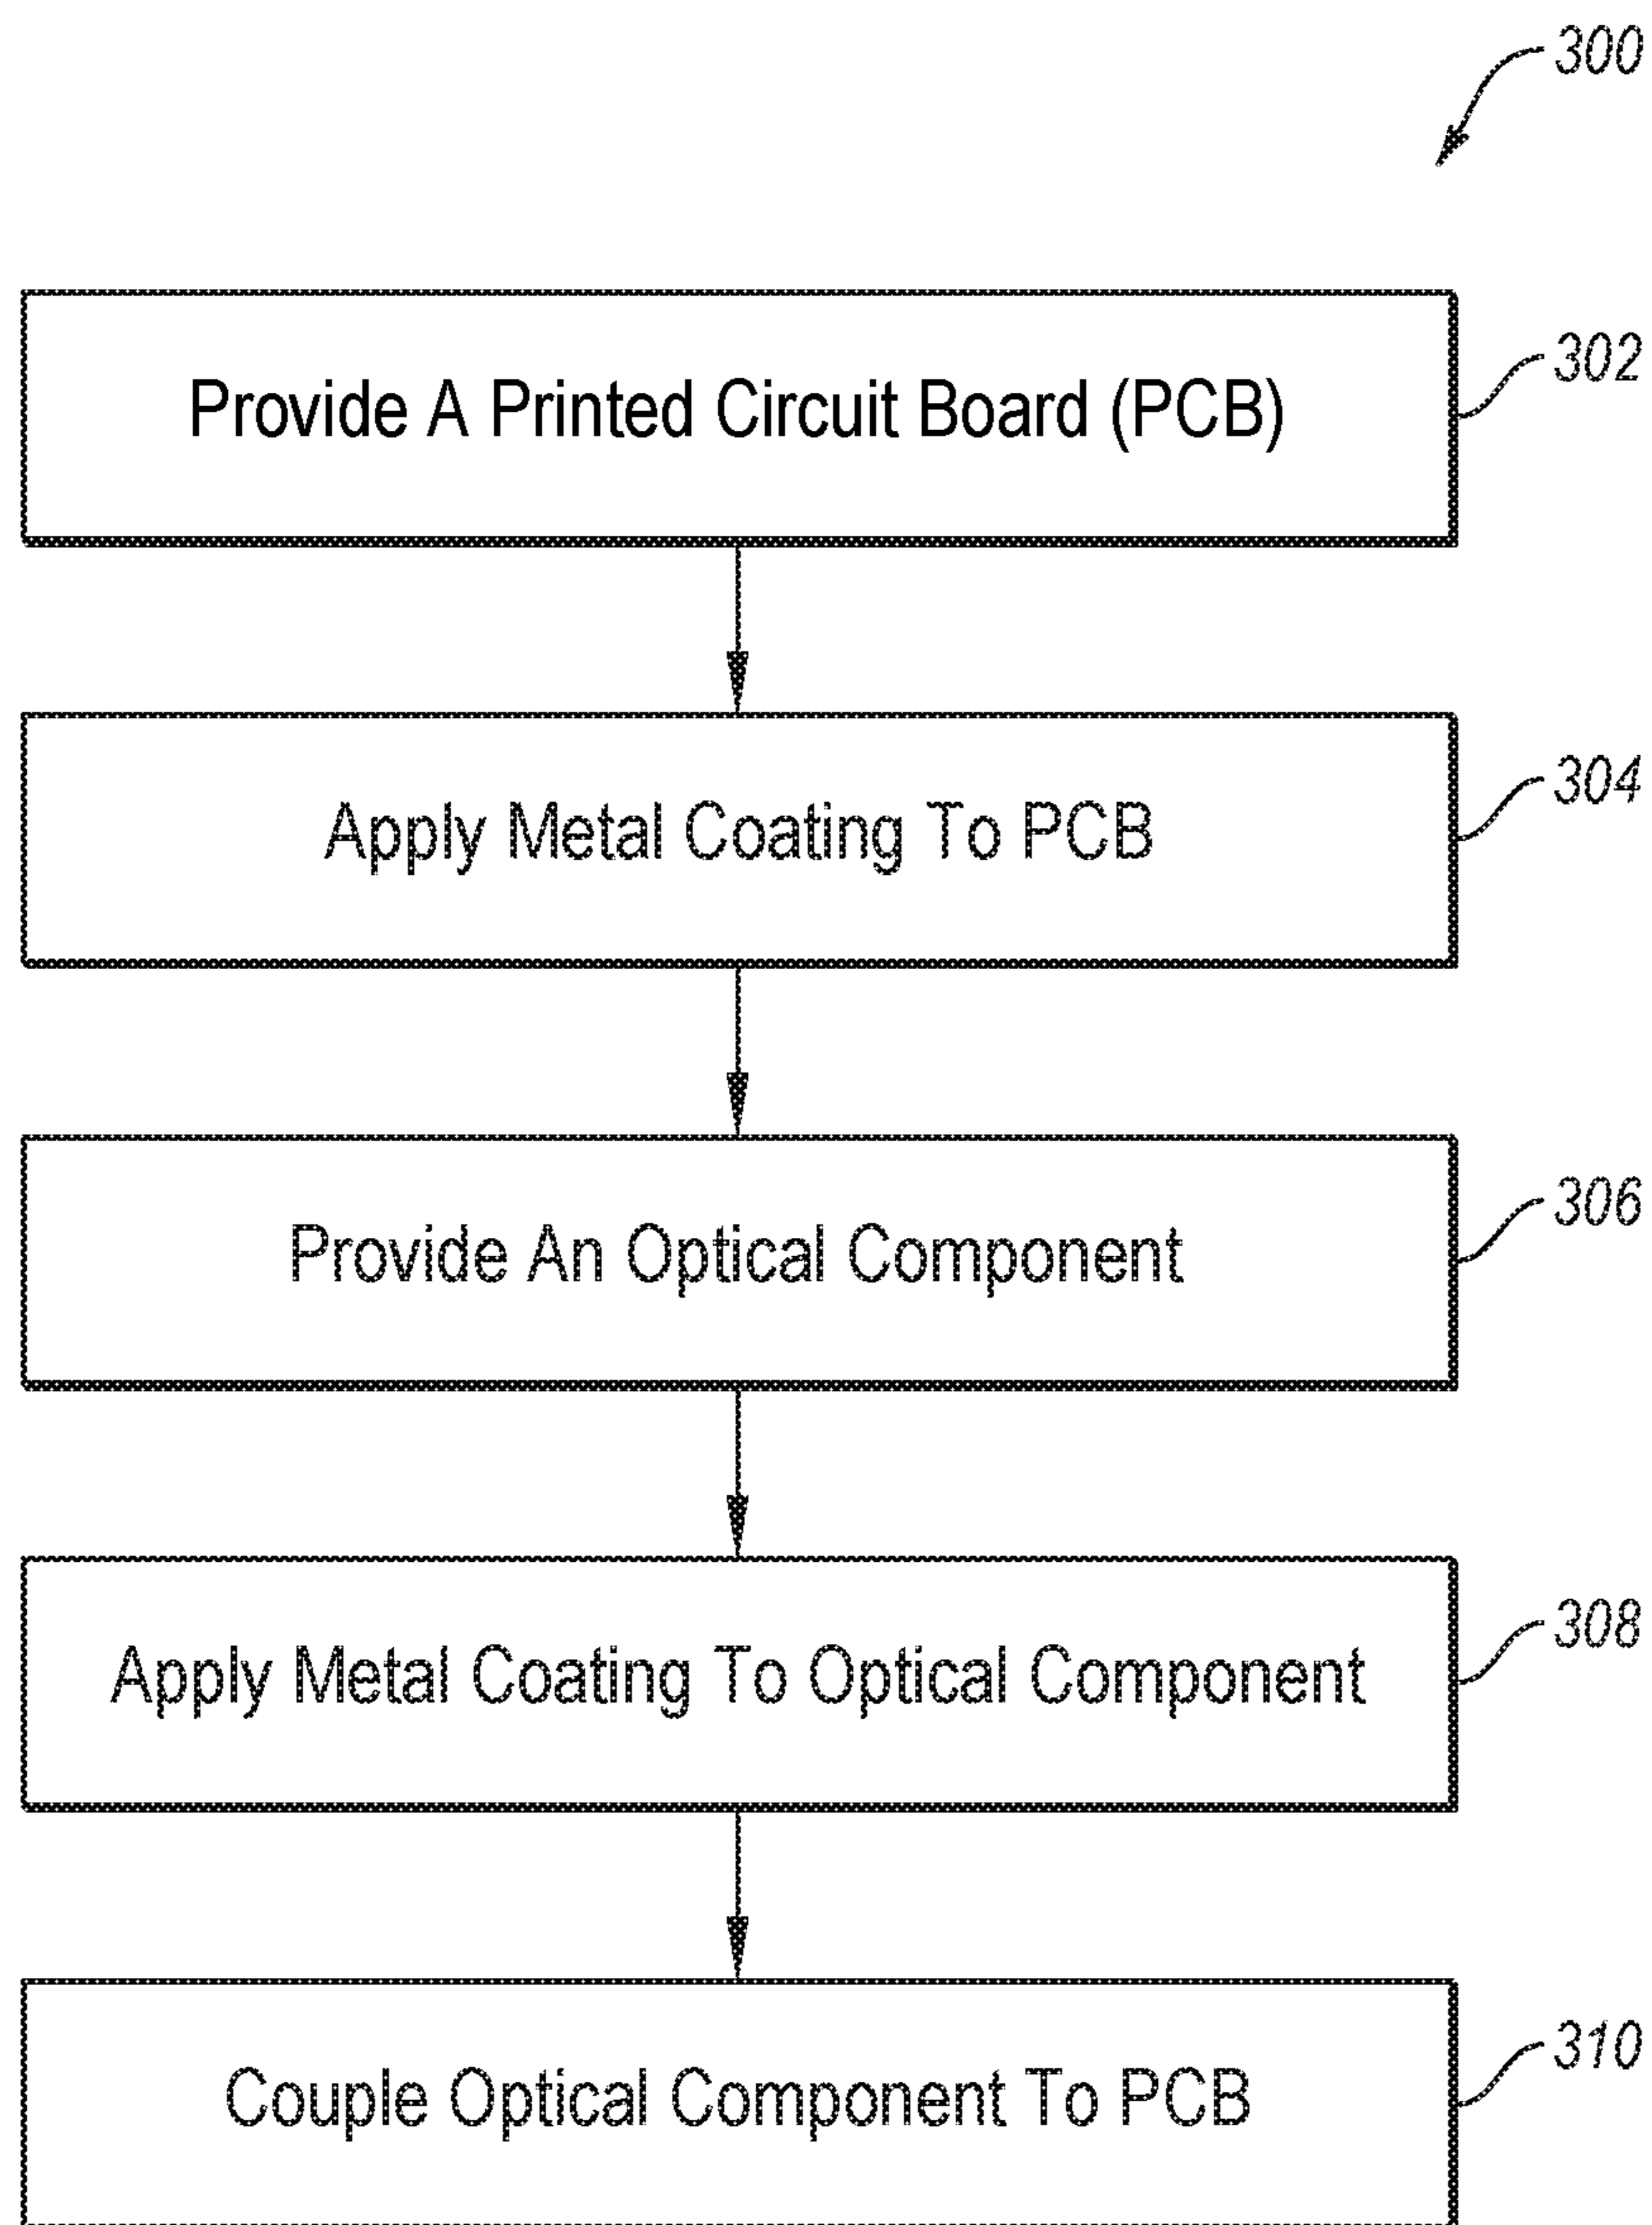 300
Provide A Printed Circuit Board (PCB)
302
Apply Metal Coating To PCB
304
Provide An Optical Component
306
Apply Metal Coating To Optical Component
308
Couple Optical Component To PCB
310